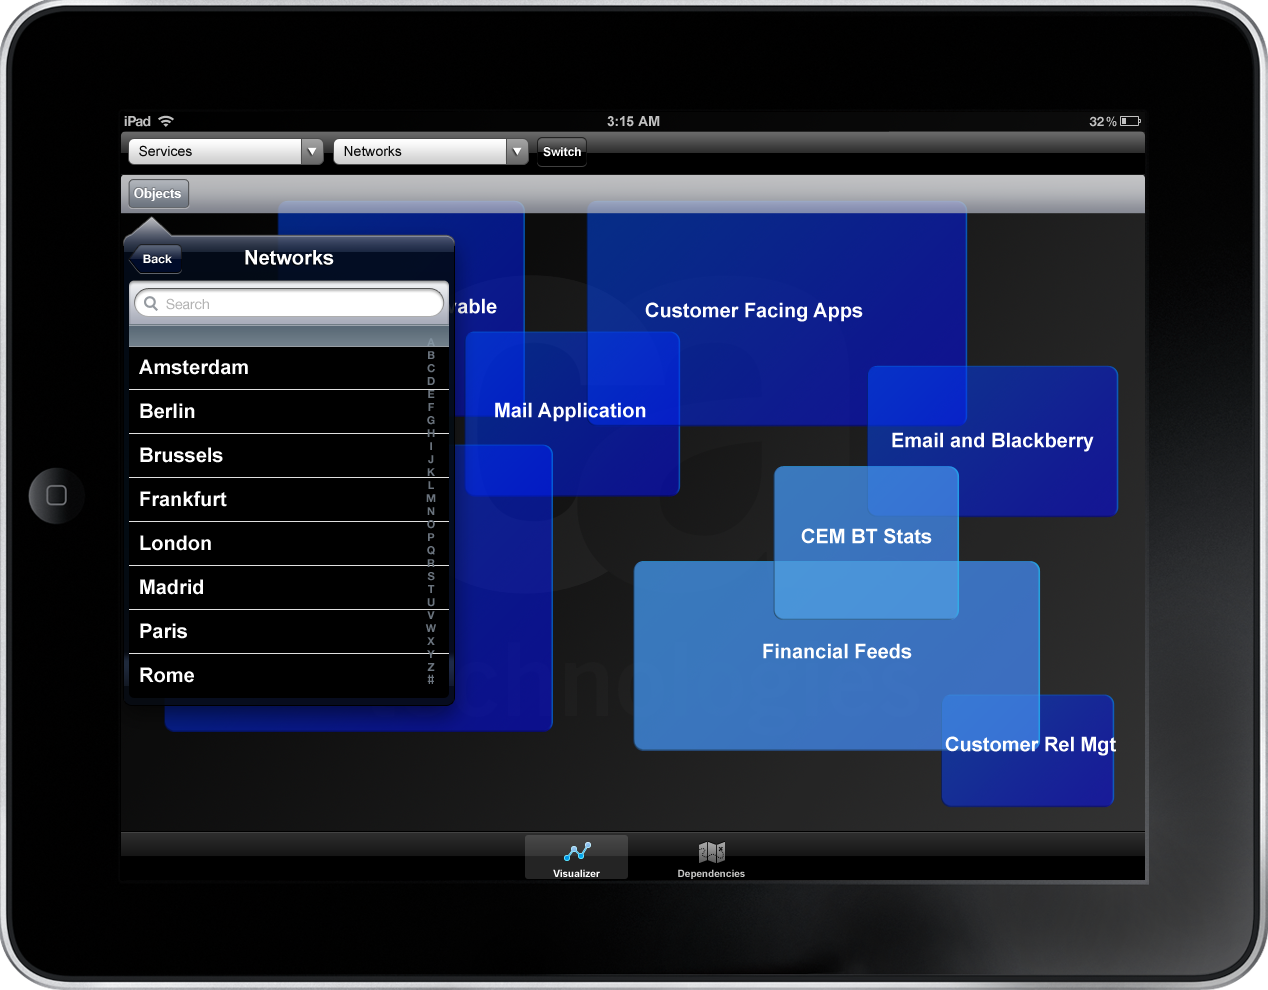 iPad 3:15 AM 32%
Services Networks Switch
Objects
Back Networks
Search
Amsterdam
Berlin
Brussels
Frankfurt
London
Madrid
Paris
Rome
A
B
C
D
E
F
G
H
I
J
K
L
M
N
O
P
Q
R
S
T
U
V
W
X
Y
Z
#
vable
Customer Facing Apps
Mail Application
Email and Blackberry
CEM BT Stats
Financial Feeds
Customer Rel Mgt
chnologies
Visualizer Dependencies